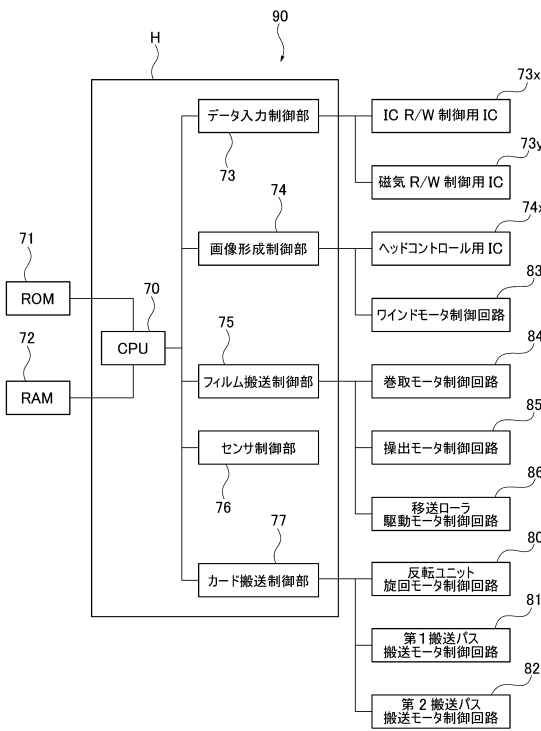 90
H
73x
データ入力制御部
IC R/W 制御用 IC
73
73y
磁気 R/W 制御用 IC
74
74x
画像形成制御部
ヘッドコントロール用 IC
71
83
ROM
70
ワインドモータ制御回路
CPU
75
84
72
フィルム搬送制御部
巻取モータ制御回路
RAM
85
センサ制御部
操出モータ制御回路
76
86
移送ローラ
駆動モータ制御回路
77
80
カード搬送制御部
反転ユニット
旋回モータ制御回路
81
第1搬送パス
搬送モータ制御回路
82
第2搬送パス
搬送モータ制御回路